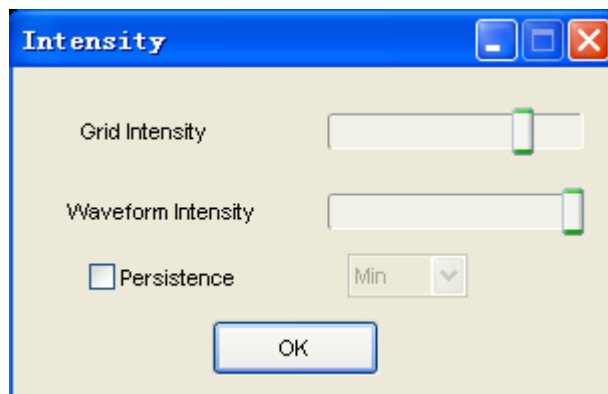 Intensity
Grid Intensity
Waveform Intensity
Persistence Min
OK